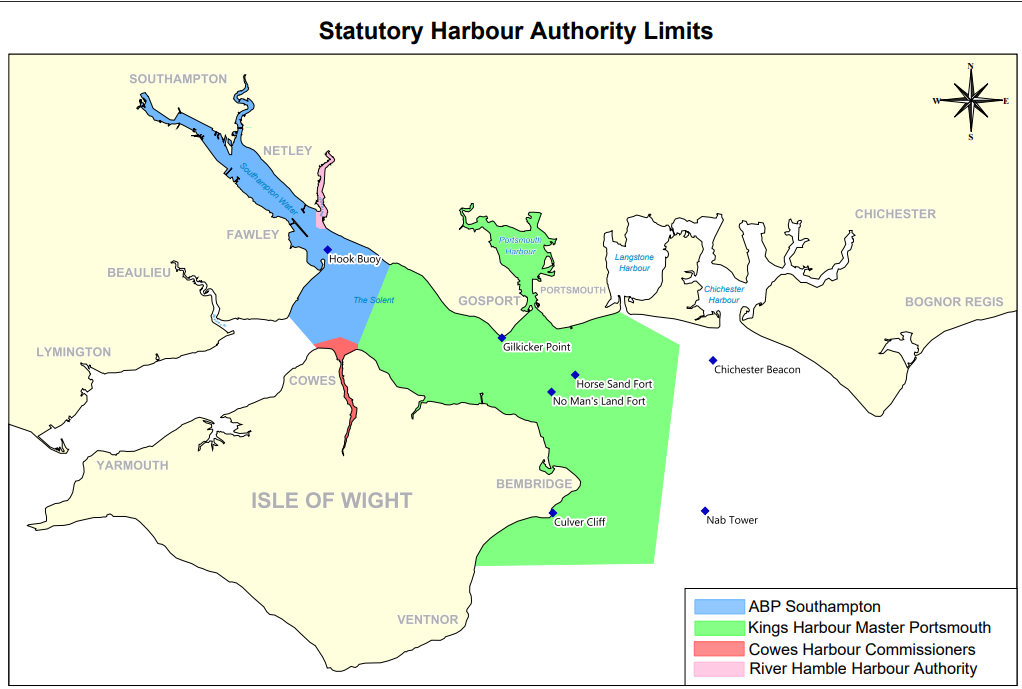 Statutory Harbour Authority Limits
SOUTHAMPTON
N
W
E
S
NETLEY
Southampton Water
FAWLEY
Hook Buoy
BEAULIEU
The Solent
Portsmouth
Harbour
CHICHESTER
Langstone
Harbour
Chichester
Harbour
GOSPORT
PORTSMOUTH
BOGNOR REGIS
LYMINGTON
Gilkicker Point
Chichester Beacon
COWES
Horse Sand Fort
No Man's Land Fort
YARMOUTH
ISLE OF WIGHT
BEMBRIDGE
Culver Cliff
Nab Tower
VENTNOR
ABP Southampton
Kings Harbour Master Portsmouth
Cowes Harbour Commissioners
River Hamble Harbour Authority